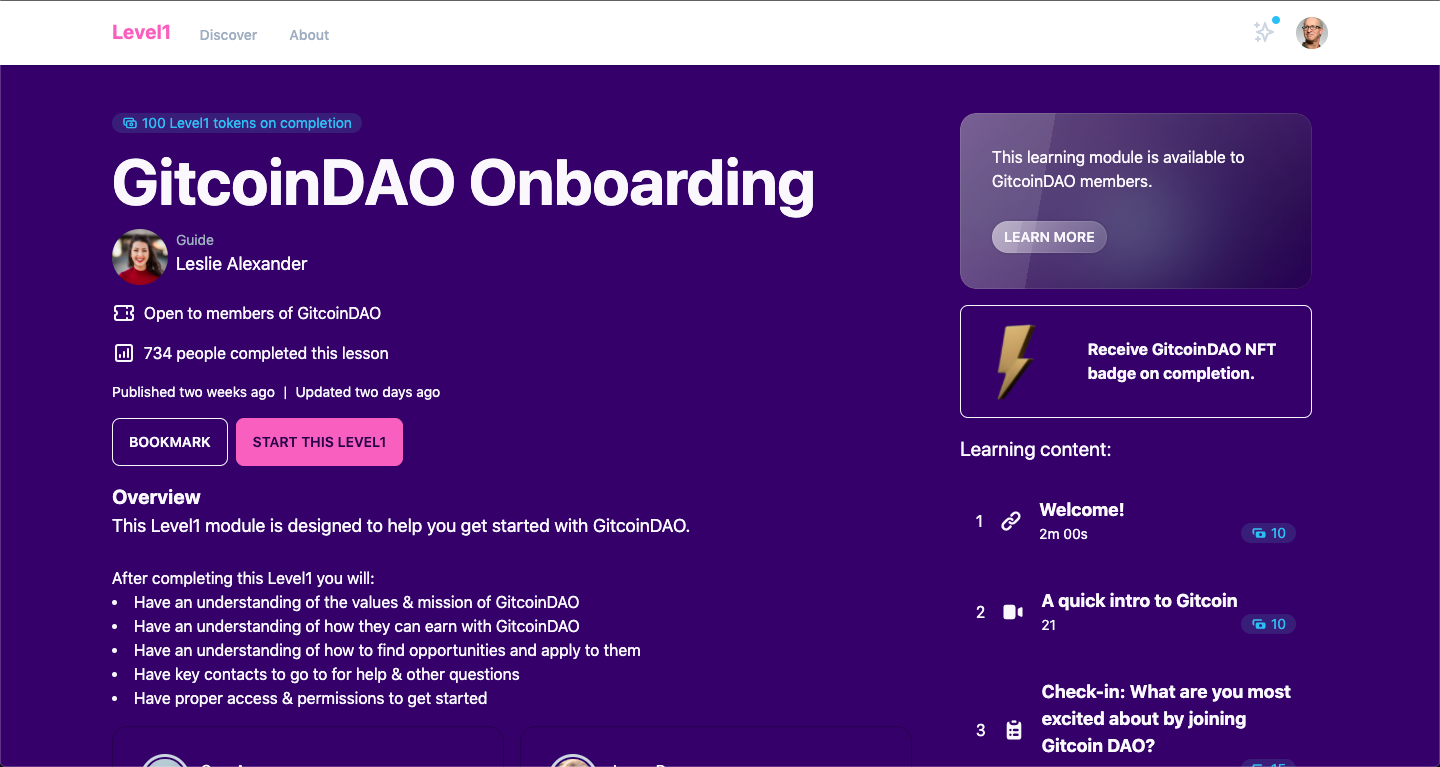 Level1
Discover
About
100 Level1 tokens on completion
GitcoinDAO Onboarding
Guide
Leslie Alexander
Open to members of GitcoinDAO
734 people completed this lesson
Published two weeks ago | Updated two days ago
BOOKMARK
START THIS LEVEL1
Overview
This Level1 module is designed to help you get started with GitcoinDAO.
After completing this Level1 you will:
• Have an understanding of the values & mission of GitcoinDAO
• Have an understanding of how they can earn with GitcoinDAO
• Have an understanding of how to find opportunities and apply to them
• Have key contacts to go to for help & other questions
• Have proper access & permissions to get started
This learning module is available to
GitcoinDAO members.
LEARN MORE
Receive GitcoinDAO NFT
badge on completion.
Learning content:
1
Welcome!
2m 00s
10
2
A quick intro to Gitcoin
21
10
3
Check-in: What are you most
excited about by joining
Gitcoin DAO?